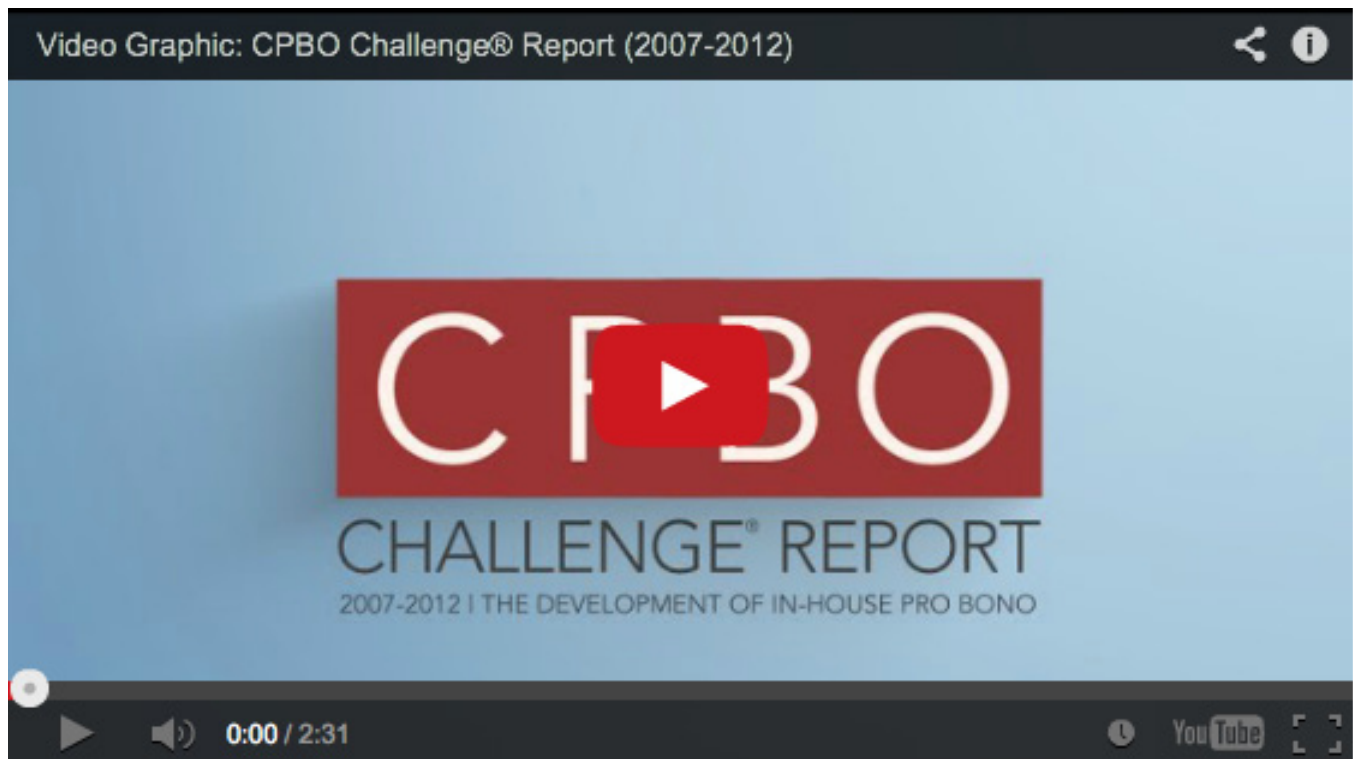 Video Graphic: CPBO Challenge® Report (2007-2012)
CPBO
CHALLENGE® REPORT
2007-2012 | THE DEVELOPMENT OF IN-HOUSE PRO BONO
0:00 / 2:31
YouTube